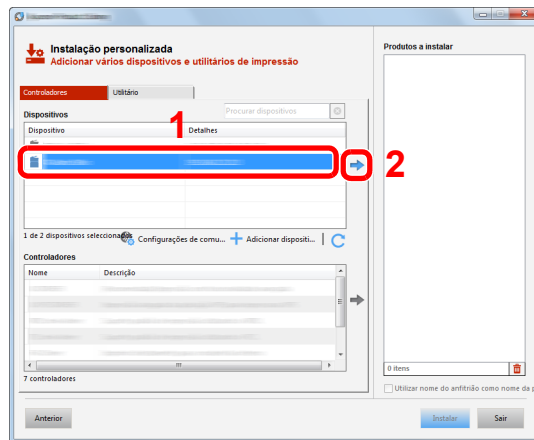 Instalação personalizada
Adicionar vários dispositivos e utilitários de impressão
Produtos a instalar
Controladores
Utilitário
Dispositivos
Procurar dispositivos
1
Dispositivo
Detalhes
2
1 de 2 dispositivos seleccionados
Configurações de comu...
Adicionar dispositi...
Controladores
Nome
Descrição
7 controladores
0 itens
Utilizar nome do anfitrião como nome da p
Anterior
Instalar
Sair